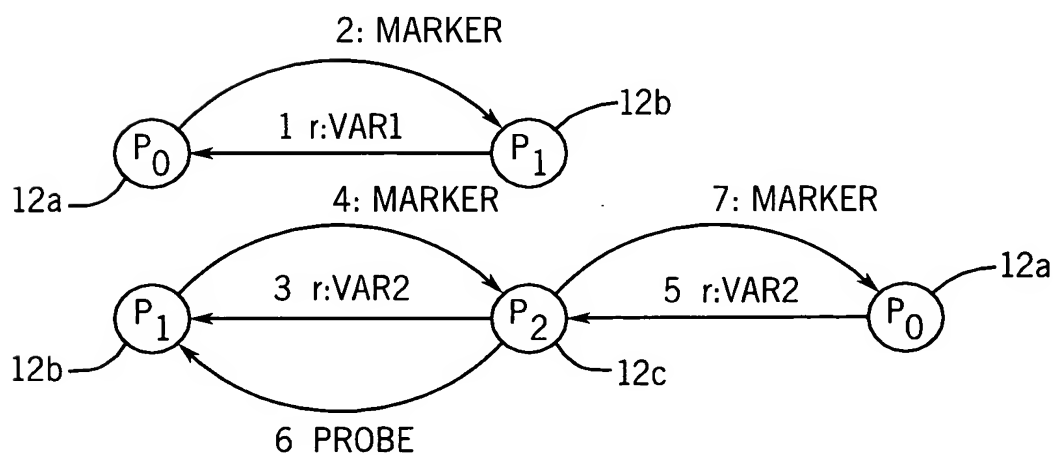 2: MARKER
12b
1 r:VAR1
P0
P1
12a
4: MARKER
7: MARKER
12a
3 r:VAR2
5 r:VAR2
P1
P2
P0
12b
12c
6 PROBE